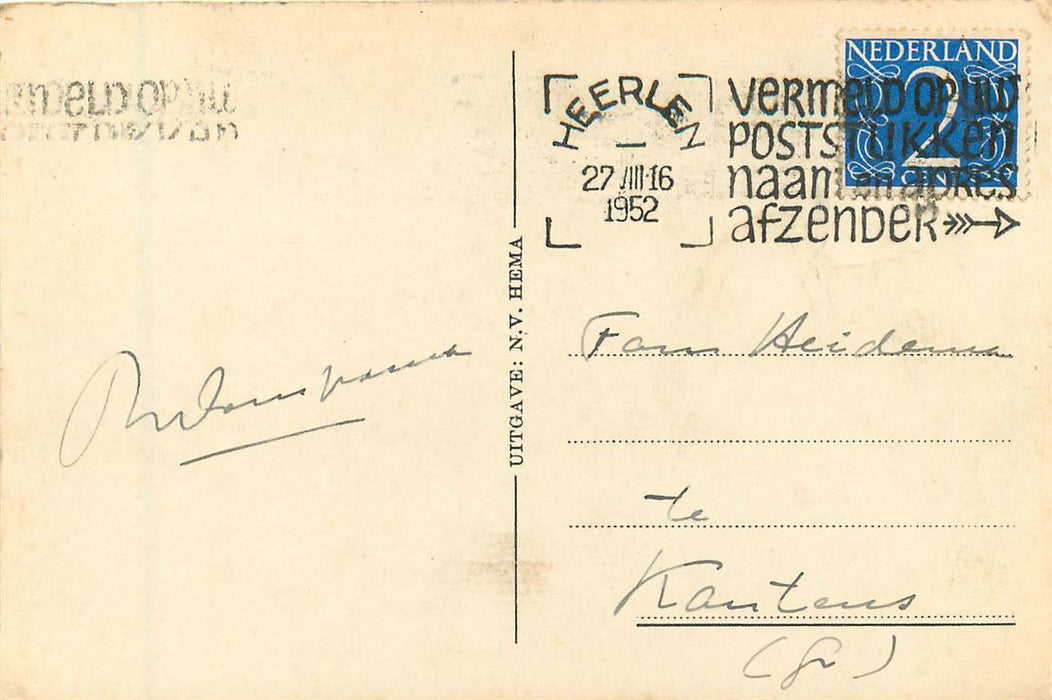 NEDERLAND
2
CENT
HEERLEN
27 VIII·16
1952
VERMELD OP UW
POSTSTUKKEN
naam en adres
afzender
UITGAVE: N.V. HEMA
Fam Heidema
te
Kantens
(Gr)